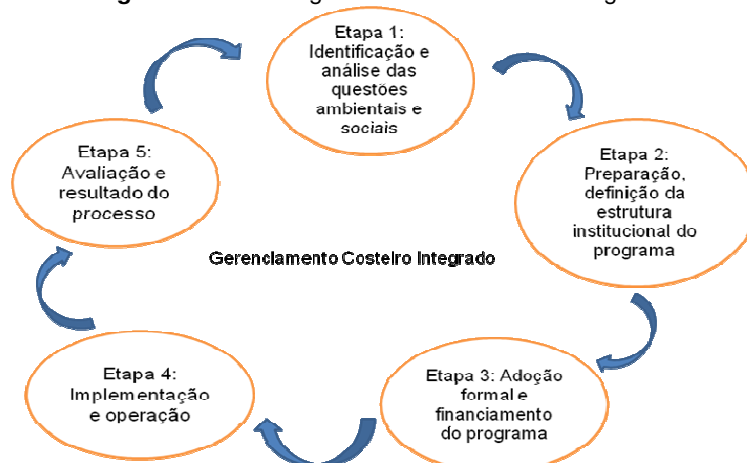 Etapa 1:
Identificação e
análise das
questões
ambientais e
sociais
Etapa 2:
Preparação,
definição da
estrutura
institucional do
programa
Etapa 3: Adoção
formal e
financiamento
do programa
Etapa 4:
Implementação
e operação
Etapa 5:
Avaliação e
resultado do
processo
Gerenciamento Costeiro Integrado